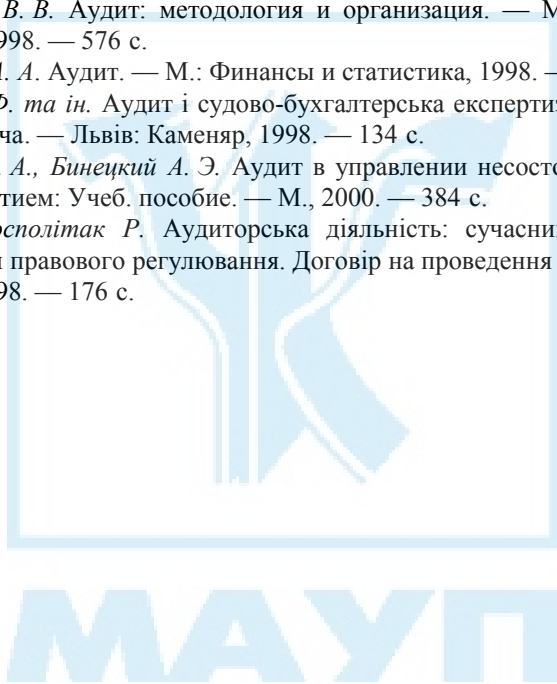 В. В. Аудит: методология и организация. — М
998. — 576 с.
А. Аудит. — М.: Финансы и статистика, 1998. —
Ф. та ін. Аудит і судово-бухгалтерська експертиз
ча. — Львів: Каменяр, 1998. — 134 с.
А., Бинецкий А. Э. Аудит в управлении несосто
тием: Учеб. пособие. — М., 2000. — 384 с.
осполітак Р. Аудиторська діяльність: сучасни
правового регулювання. Договір на проведення
98. — 176 с.
МАУП